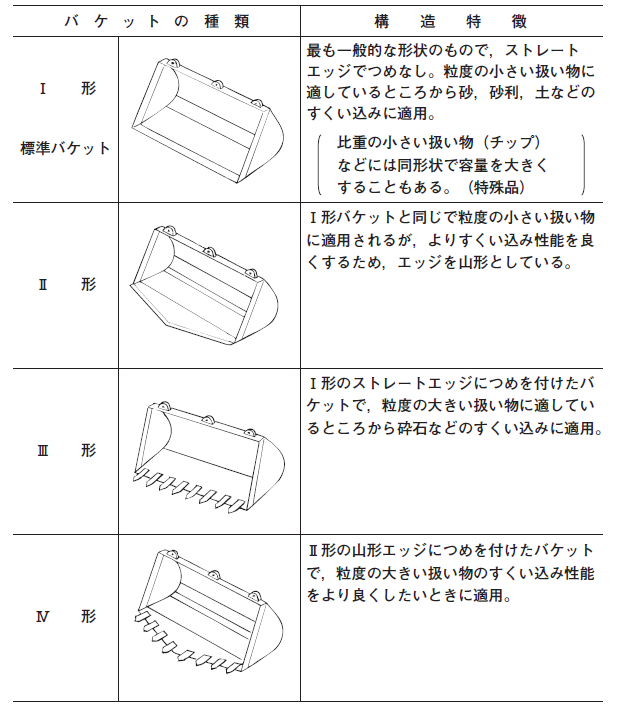 バケットの種類
構造特徴
Ⅰ形
標準バケット
最も一般的な形状のもので，ストレート
エッジでつめなし。粒度の小さい扱い物に
適しているところから砂，砂利，土などの
すくい込みに適用。
比重の小さい扱い物（チップ）
などには同形状で容量を大きく
することもある。（特殊品）
Ⅱ形
Ⅰ形バケットと同じで粒度の小さい扱い物
に適用されるが，よりすくい込み性能を良
くするため，エッジを山形としている。
Ⅲ形
Ⅰ形のストレートエッジにつめを付けたバ
ケットで，粒度の大きい扱い物に適してい
るところから砕石などのすくい込みに適用。
Ⅳ形
Ⅱ形の山形エッジにつめを付けたバケット
で，粒度の大きい扱い物のすくい込み性能
をより良くしたいときに適用。